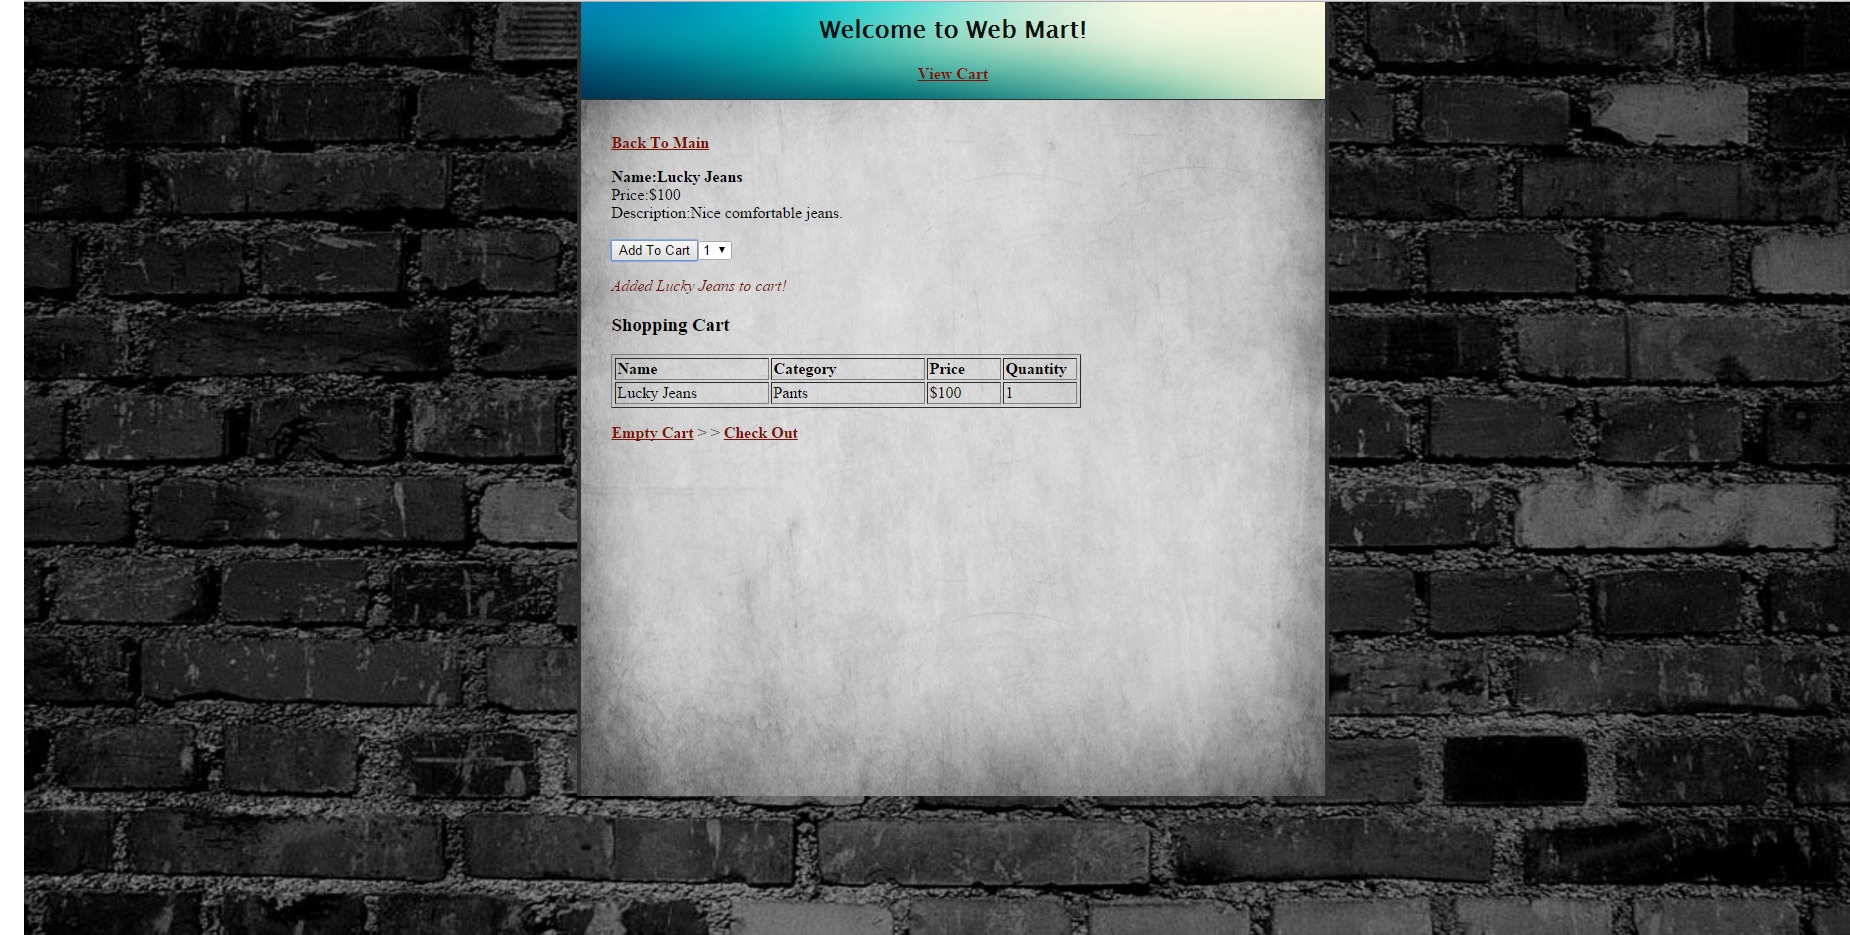 Welcome to Web Mart!
View Cart
Back To Main
Name:Lucky Jeans
Price:$100
Description:Nice comfortable jeans.
Add To Cart 1
Added Lucky Jeans to cart!
Shopping Cart
Name Category Price Quantity
Lucky Jeans Pants $100 1
Empty Cart > > Check Out